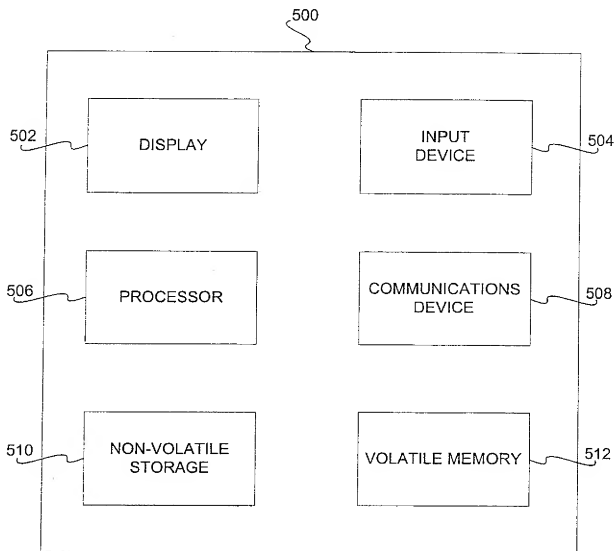 500
502
DISPLAY
INPUT
DEVICE
504
506
PROCESSOR
COMMUNICATIONS
DEVICE
508
510
NON-VOLATILE
STORAGE
VOLATILE MEMORY
512